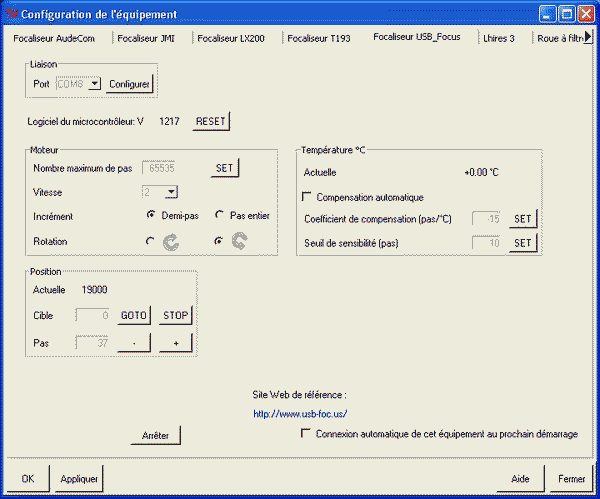 Configuration de l'équipement
Focaliseur AudeCom Focaliseur JMI Focaliseur LX200 Focaliseur T193 Focaliseur USB_Focus Lhires 3 Roue à filtr
Liaison
Port COM8 Configurer
Logiciel du microcontrôleur: V 1217 RESET
Moteur
Nombre maximum de pas 65535 SET
Vitesse 2
Incrément Demi-pas Pas entier
Rotation
Température °C
Actuelle +0.00 °C
Compensation automatique
Coefficient de compensation (pas/°C) -15 SET
Seuil de sensibilité (pas) 10 SET
Position
Actuelle 19000
Cible 0 GOTO STOP
Pas 37 - +
Site Web de référence :
http://www.usb-foc.us/
Arrêter Connexion automatique de cet équipement au prochain démarrage
OK Appliquer Aide Fermer